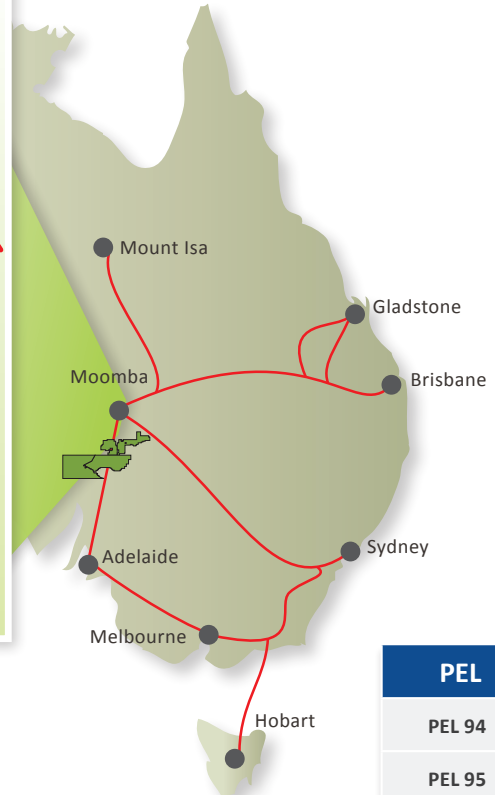 Mount Isa
Gladstone
Moomba
Brisbane
Sydney
Adelaide
Melbourne
Hobart
PEL
PEL 94
PEL 95